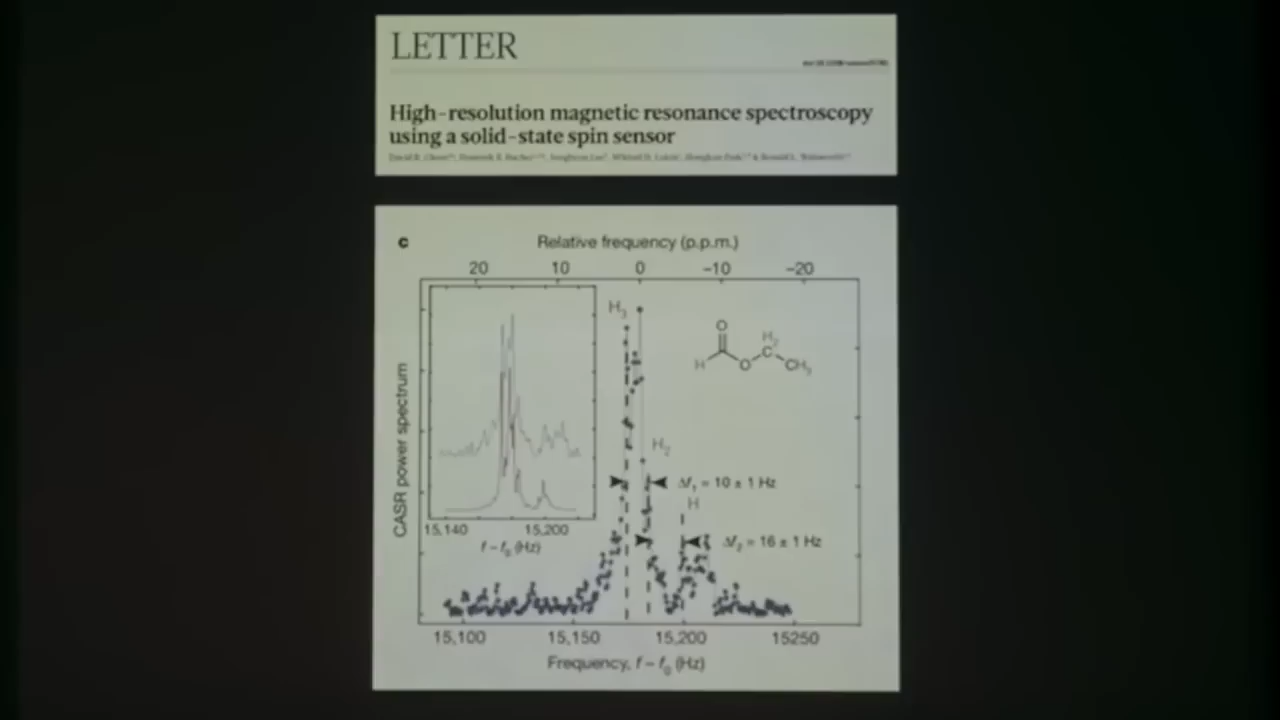 LETTER
High-resolution magnetic resonance spectroscopy
using a solid-state spin sensor
c
Relative frequency (p.p.m.)
20 10 0 −10 −20
H3
O
H2
H
C
O
CH3
CASR power spectrum
H2
Δf1 = 10 ± 1 Hz
H
15,140 15,200
Δf2 = 16 ± 1 Hz
f − f0 (Hz)
15,100 15,150 15,200 15250
Frequency, f − f0 (Hz)